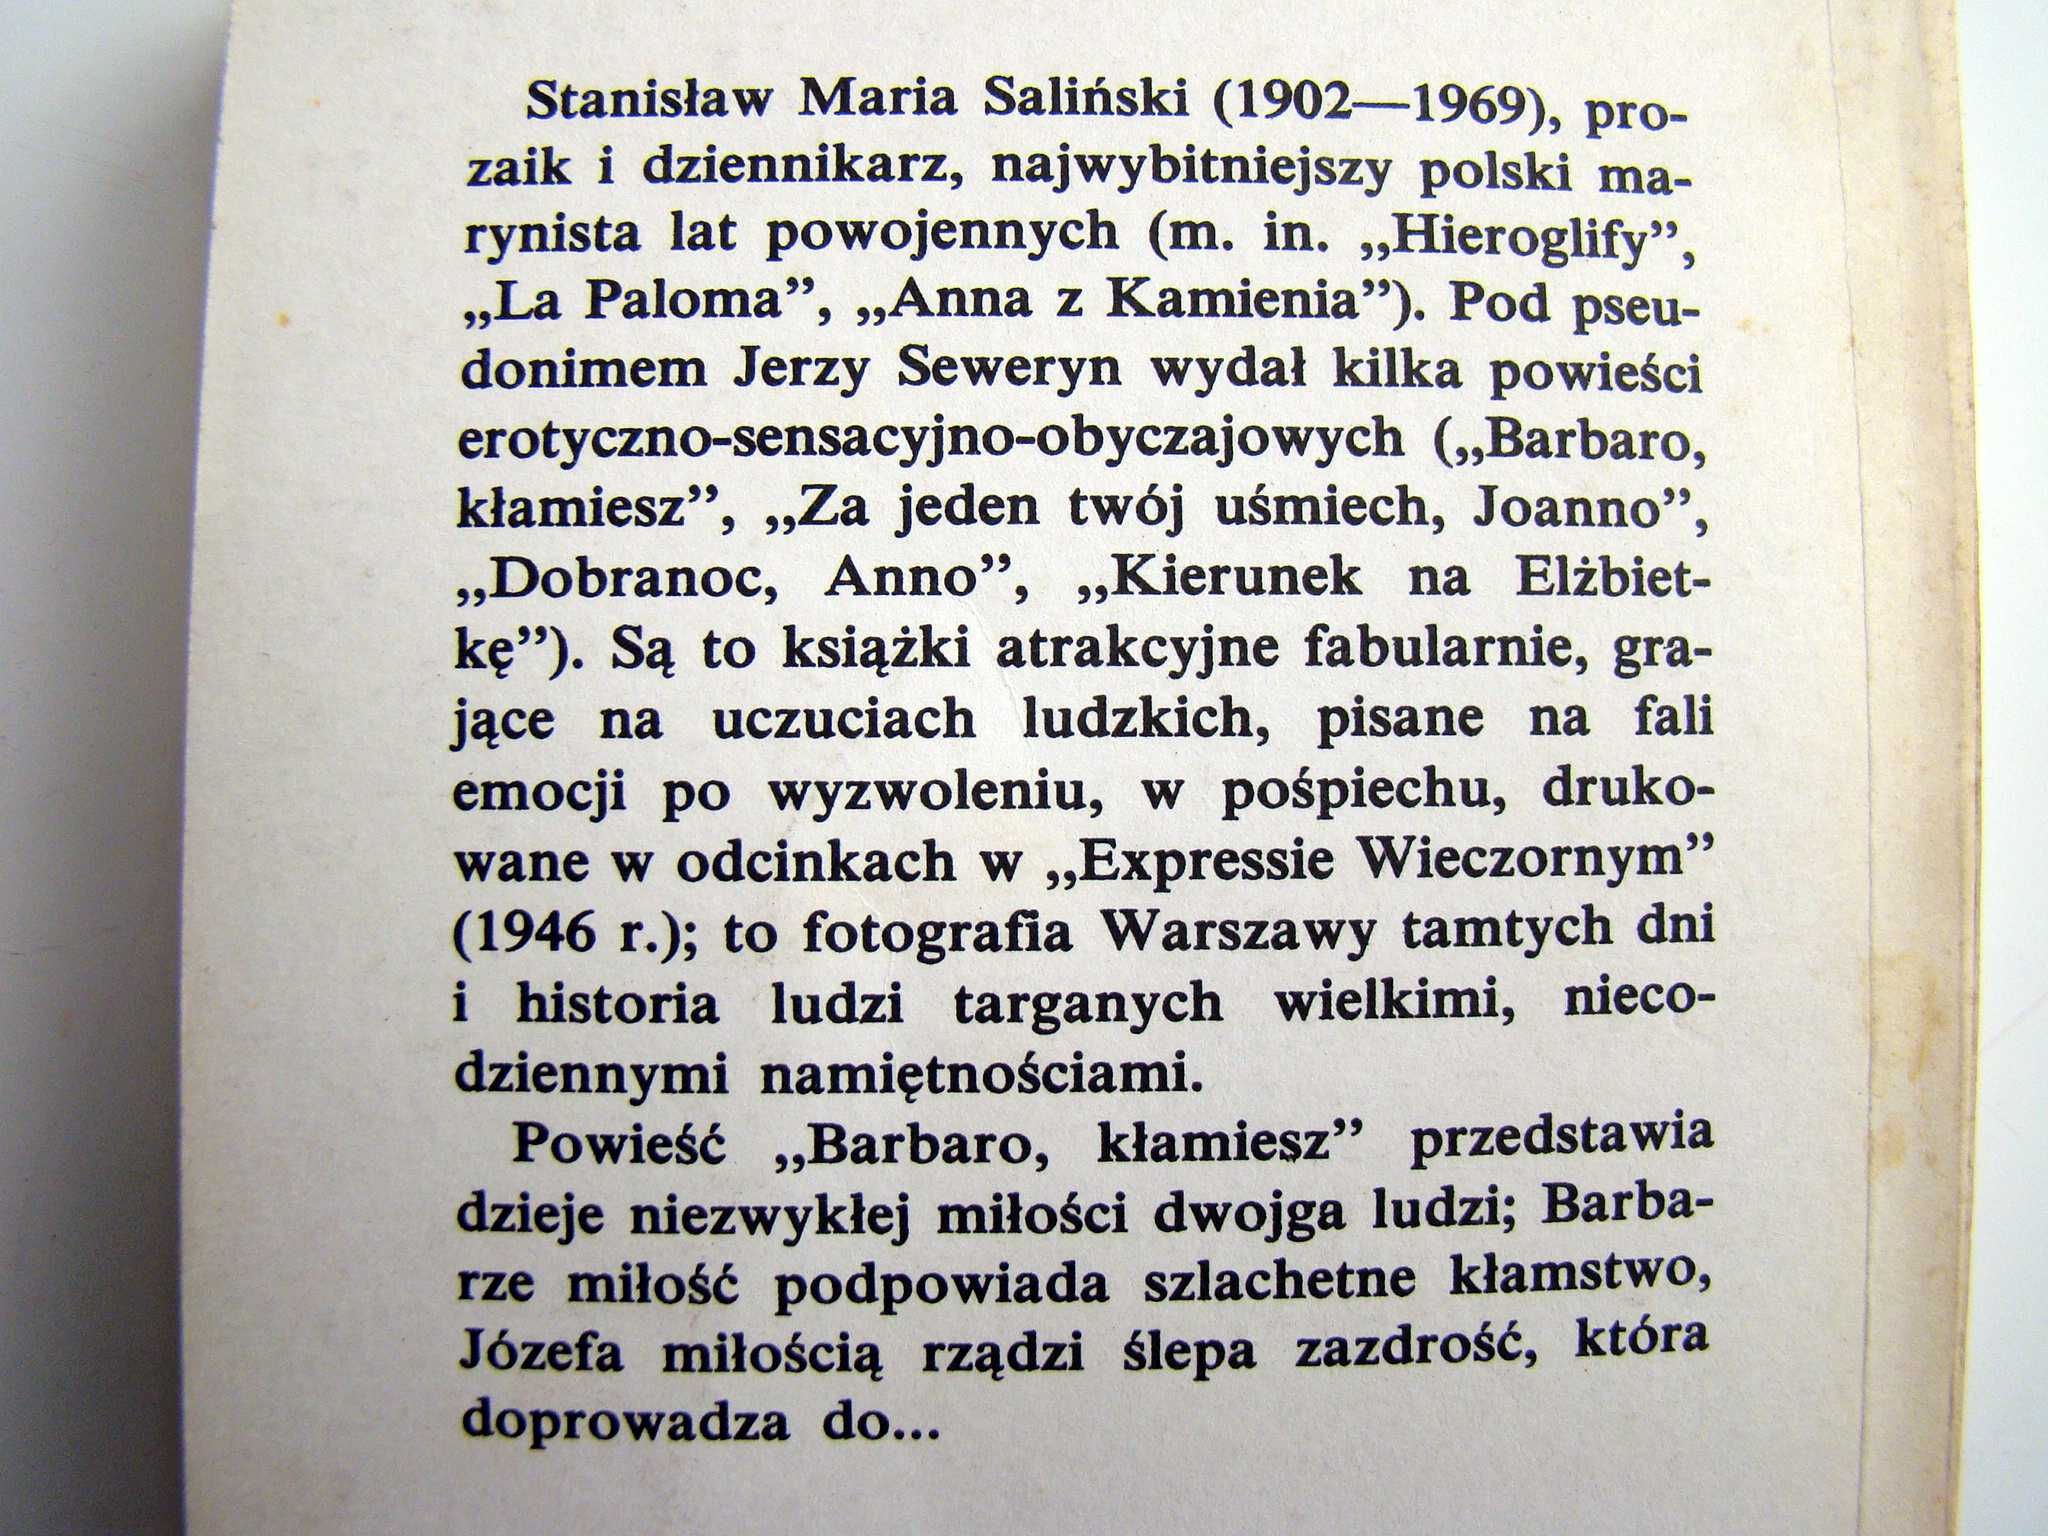 Stanisław Maria Saliński (1902—1969), pro-
zaik i dziennikarz, najwybitniejszy polski ma-
rynista lat powojennych (m. in. „Hieroglify”,
„La Paloma”, „Anna z Kamienia”). Pod pseu-
donimem Jerzy Seweryn wydał kilka powieści
erotyczno-sensacyjno-obyczajowych („Barbaro,
kłamiesz”, „Za jeden twój uśmiech, Joanno”,
„Dobranoc, Anno”, „Kierunek na Elżbiet-
kę”). Są to książki atrakcyjne fabularnie, gra-
jące na uczuciach ludzkich, pisane na fali
emocji po wyzwoleniu, w pośpiechu, druko-
wane w odcinkach w „Expressie Wieczornym”
(1946 r.); to fotografia Warszawy tamtych dni
i historia ludzi targanych wielkimi, nieco-
dziennymi namiętnościami.
Powieść „Barbaro, kłamiesz” przedstawia
dzieje niezwykłej miłości dwojga ludzi; Barba-
rze miłość podpowiada szlachetne kłamstwo,
Józefa miłością rządzi ślepa zazdrość, która
doprowadza do...